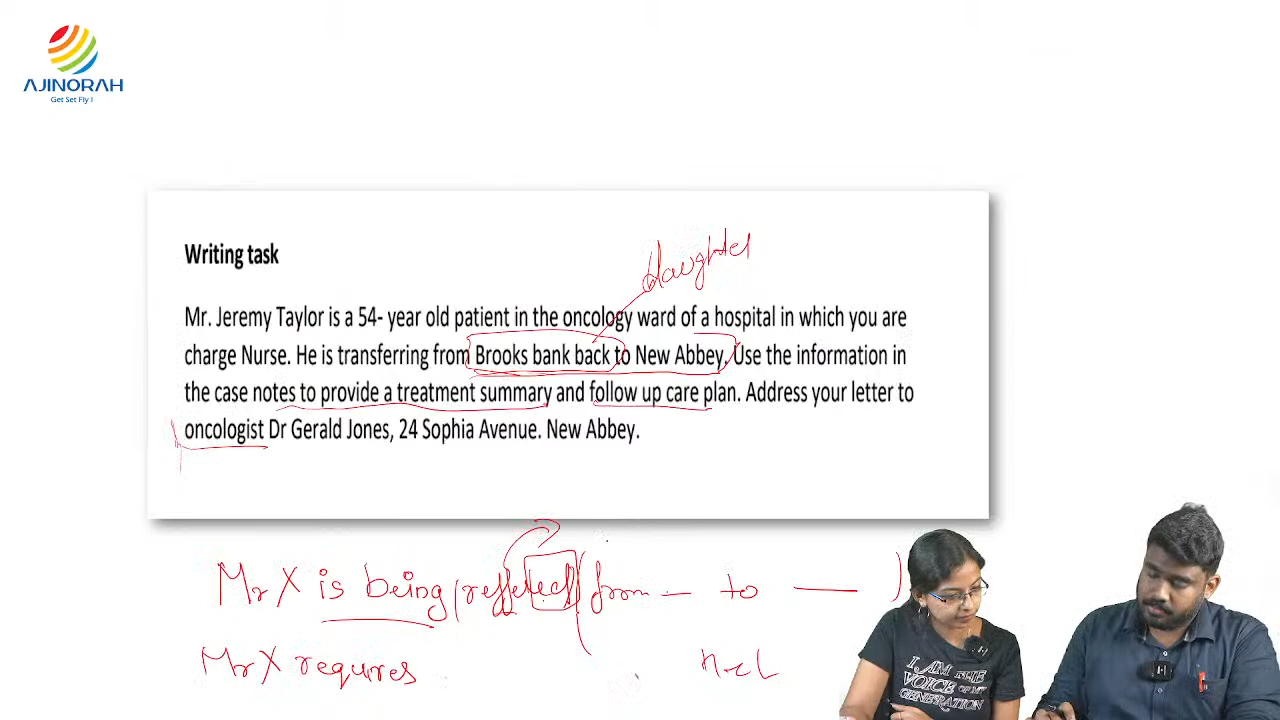 AJINORAH
Get Set Fly !
Writing task
daughter
Mr. Jeremy Taylor is a 54- year old patient in the oncology ward of a hospital in which you are
charge Nurse. He is transferring from Brooks bank back to New Abbey. Use the information in
the case notes to provide a treatment summary and follow up care plan. Address your letter to
oncologist Dr Gerald Jones, 24 Sophia Avenue. New Abbey.
Mr X is being referred from — to —
Mr X requires
I AM THE
VOICE OF MY
GENERATION